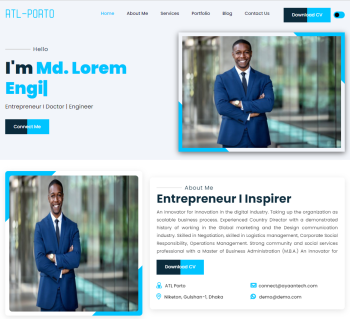 ATL-PORTO
Home About Me Services Portfolio Blog Contact Us Download CV
Hello
I'm Md. Lorem
Engi|
Entrepreneur I Doctor | Engineer
Connect Me
About Me
Entrepreneur I Inspirer
An Innovator for Innovation in the digital industry. Taking up the organization as
scalable business process. Experienced Country Director with a demonstrated
history of working in the Global marketing and the Design communication
industry. Skilled in Negotiation, skilled in Logistics management, Corporate Social
Responsibility, Operations Management. Strong community and social services
professional with a Master of Business Administration (M.B.A.) An Innovator for
Download CV
ATL Porto connect@ayaantech.com
Niketon, Gulshan-1, Dhaka demo@demo.com